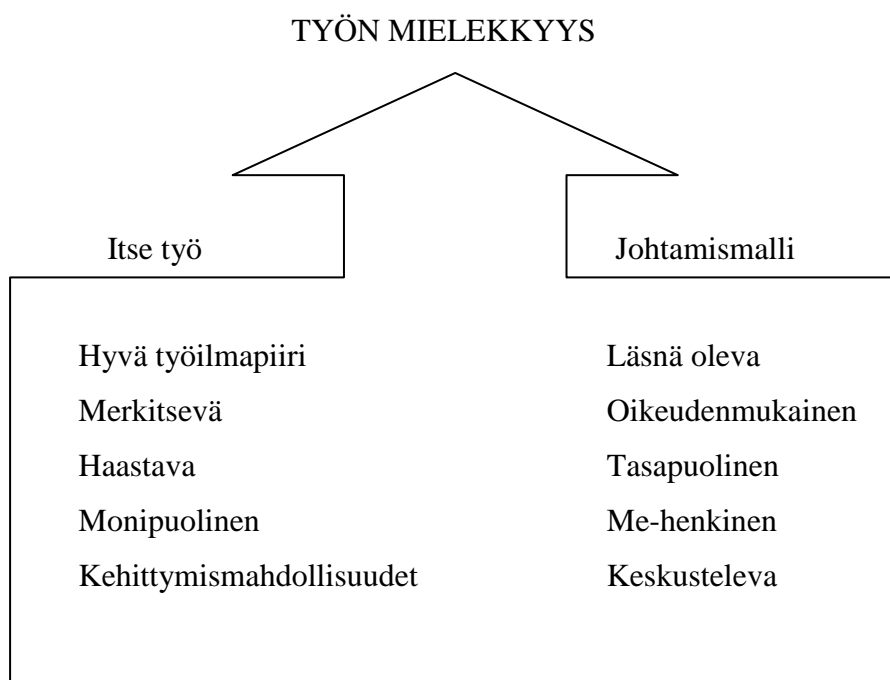 TYÖN MIELEKKYYS
Itse työ
Johtamismalli
Hyvä työilmapiiri
Merkitsevä
Haastava
Monipuolinen
Kehittymismahdollisuudet
Läsnä oleva
Oikeudenmukainen
Tasapuolinen
Me-henkinen
Keskusteleva